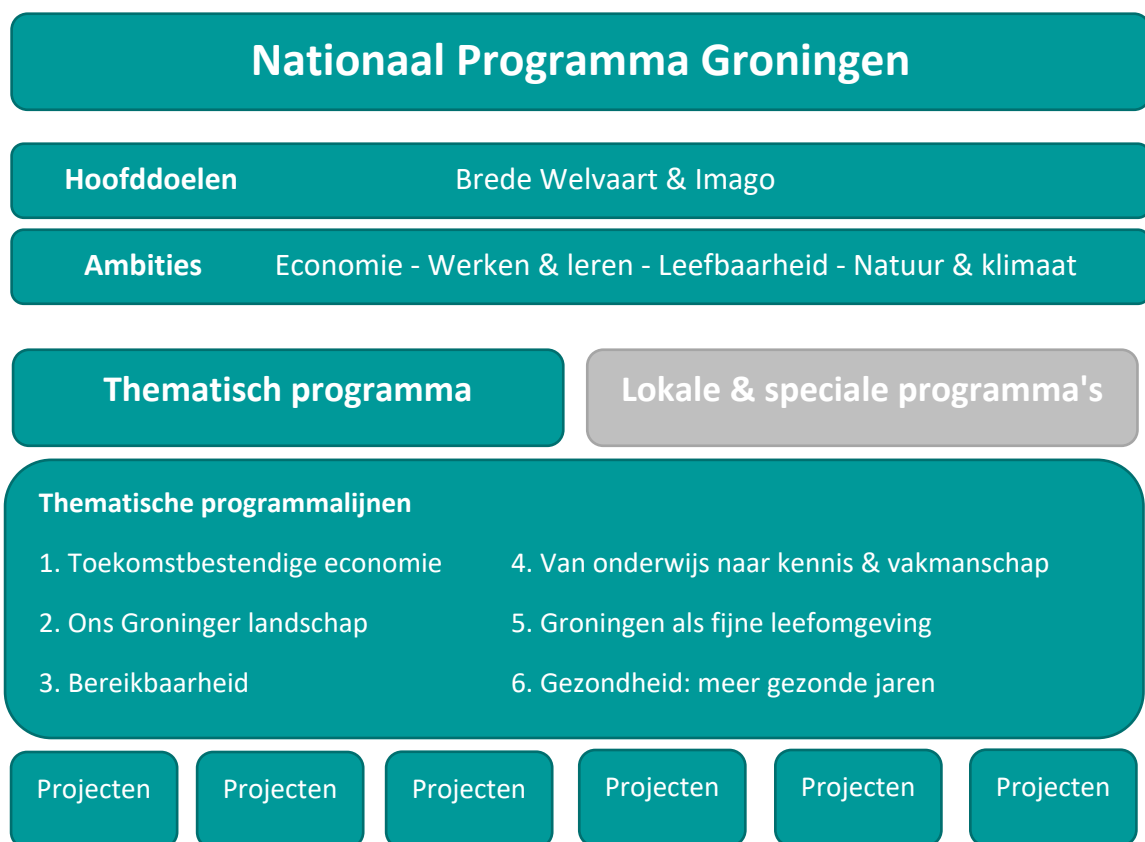 Nationaal Programma Groningen
Hoofddoelen Brede Welvaart & Imago
Ambities Economie - Werken & leren - Leefbaarheid - Natuur & klimaat
Thematisch programma
Lokale & speciale programma's
Thematische programmalijnen
1. Toekomstbestendige economie
2. Ons Groninger landschap
3. Bereikbaarheid
4. Van onderwijs naar kennis & vakmanschap
5. Groningen als fijne leefomgeving
6. Gezondheid: meer gezonde jaren
Projecten
Projecten
Projecten
Projecten
Projecten
Projecten